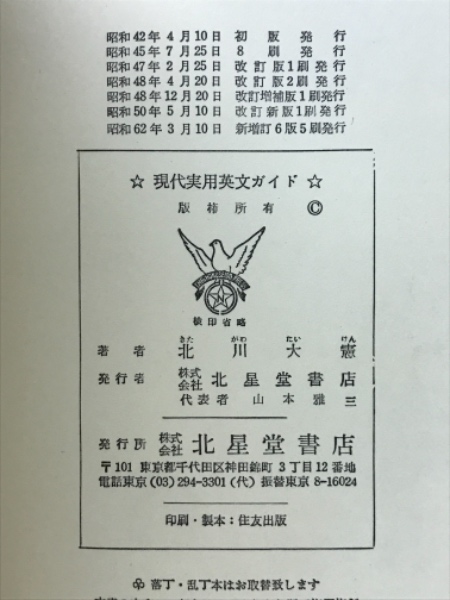 昭和42年4月10日 初版発行
昭和45年7月25日 8刷発行
昭和47年2月25日 改訂版1刷発行
昭和48年4月20日 改訂版2刷発行
昭和48年12月20日 改訂増補版1刷発行
昭和50年5月10日 改訂新版1刷発行
昭和62年3月10日 新増訂6版5刷発行
☆ 現代実用英文ガイド ☆
版権所有 ©
検印省略
きた がわ たい けん
著者 北川大憲
発行者 株式会社 北星堂書店
代表者 山本雅三
発行所 株式会社 北星堂書店
〒101 東京都千代田区神田錦町3丁目12番地
電話東京(03)294-3301(代) 振替東京8-16024
印刷・製本：住友出版
落丁・乱丁本はお取替致します